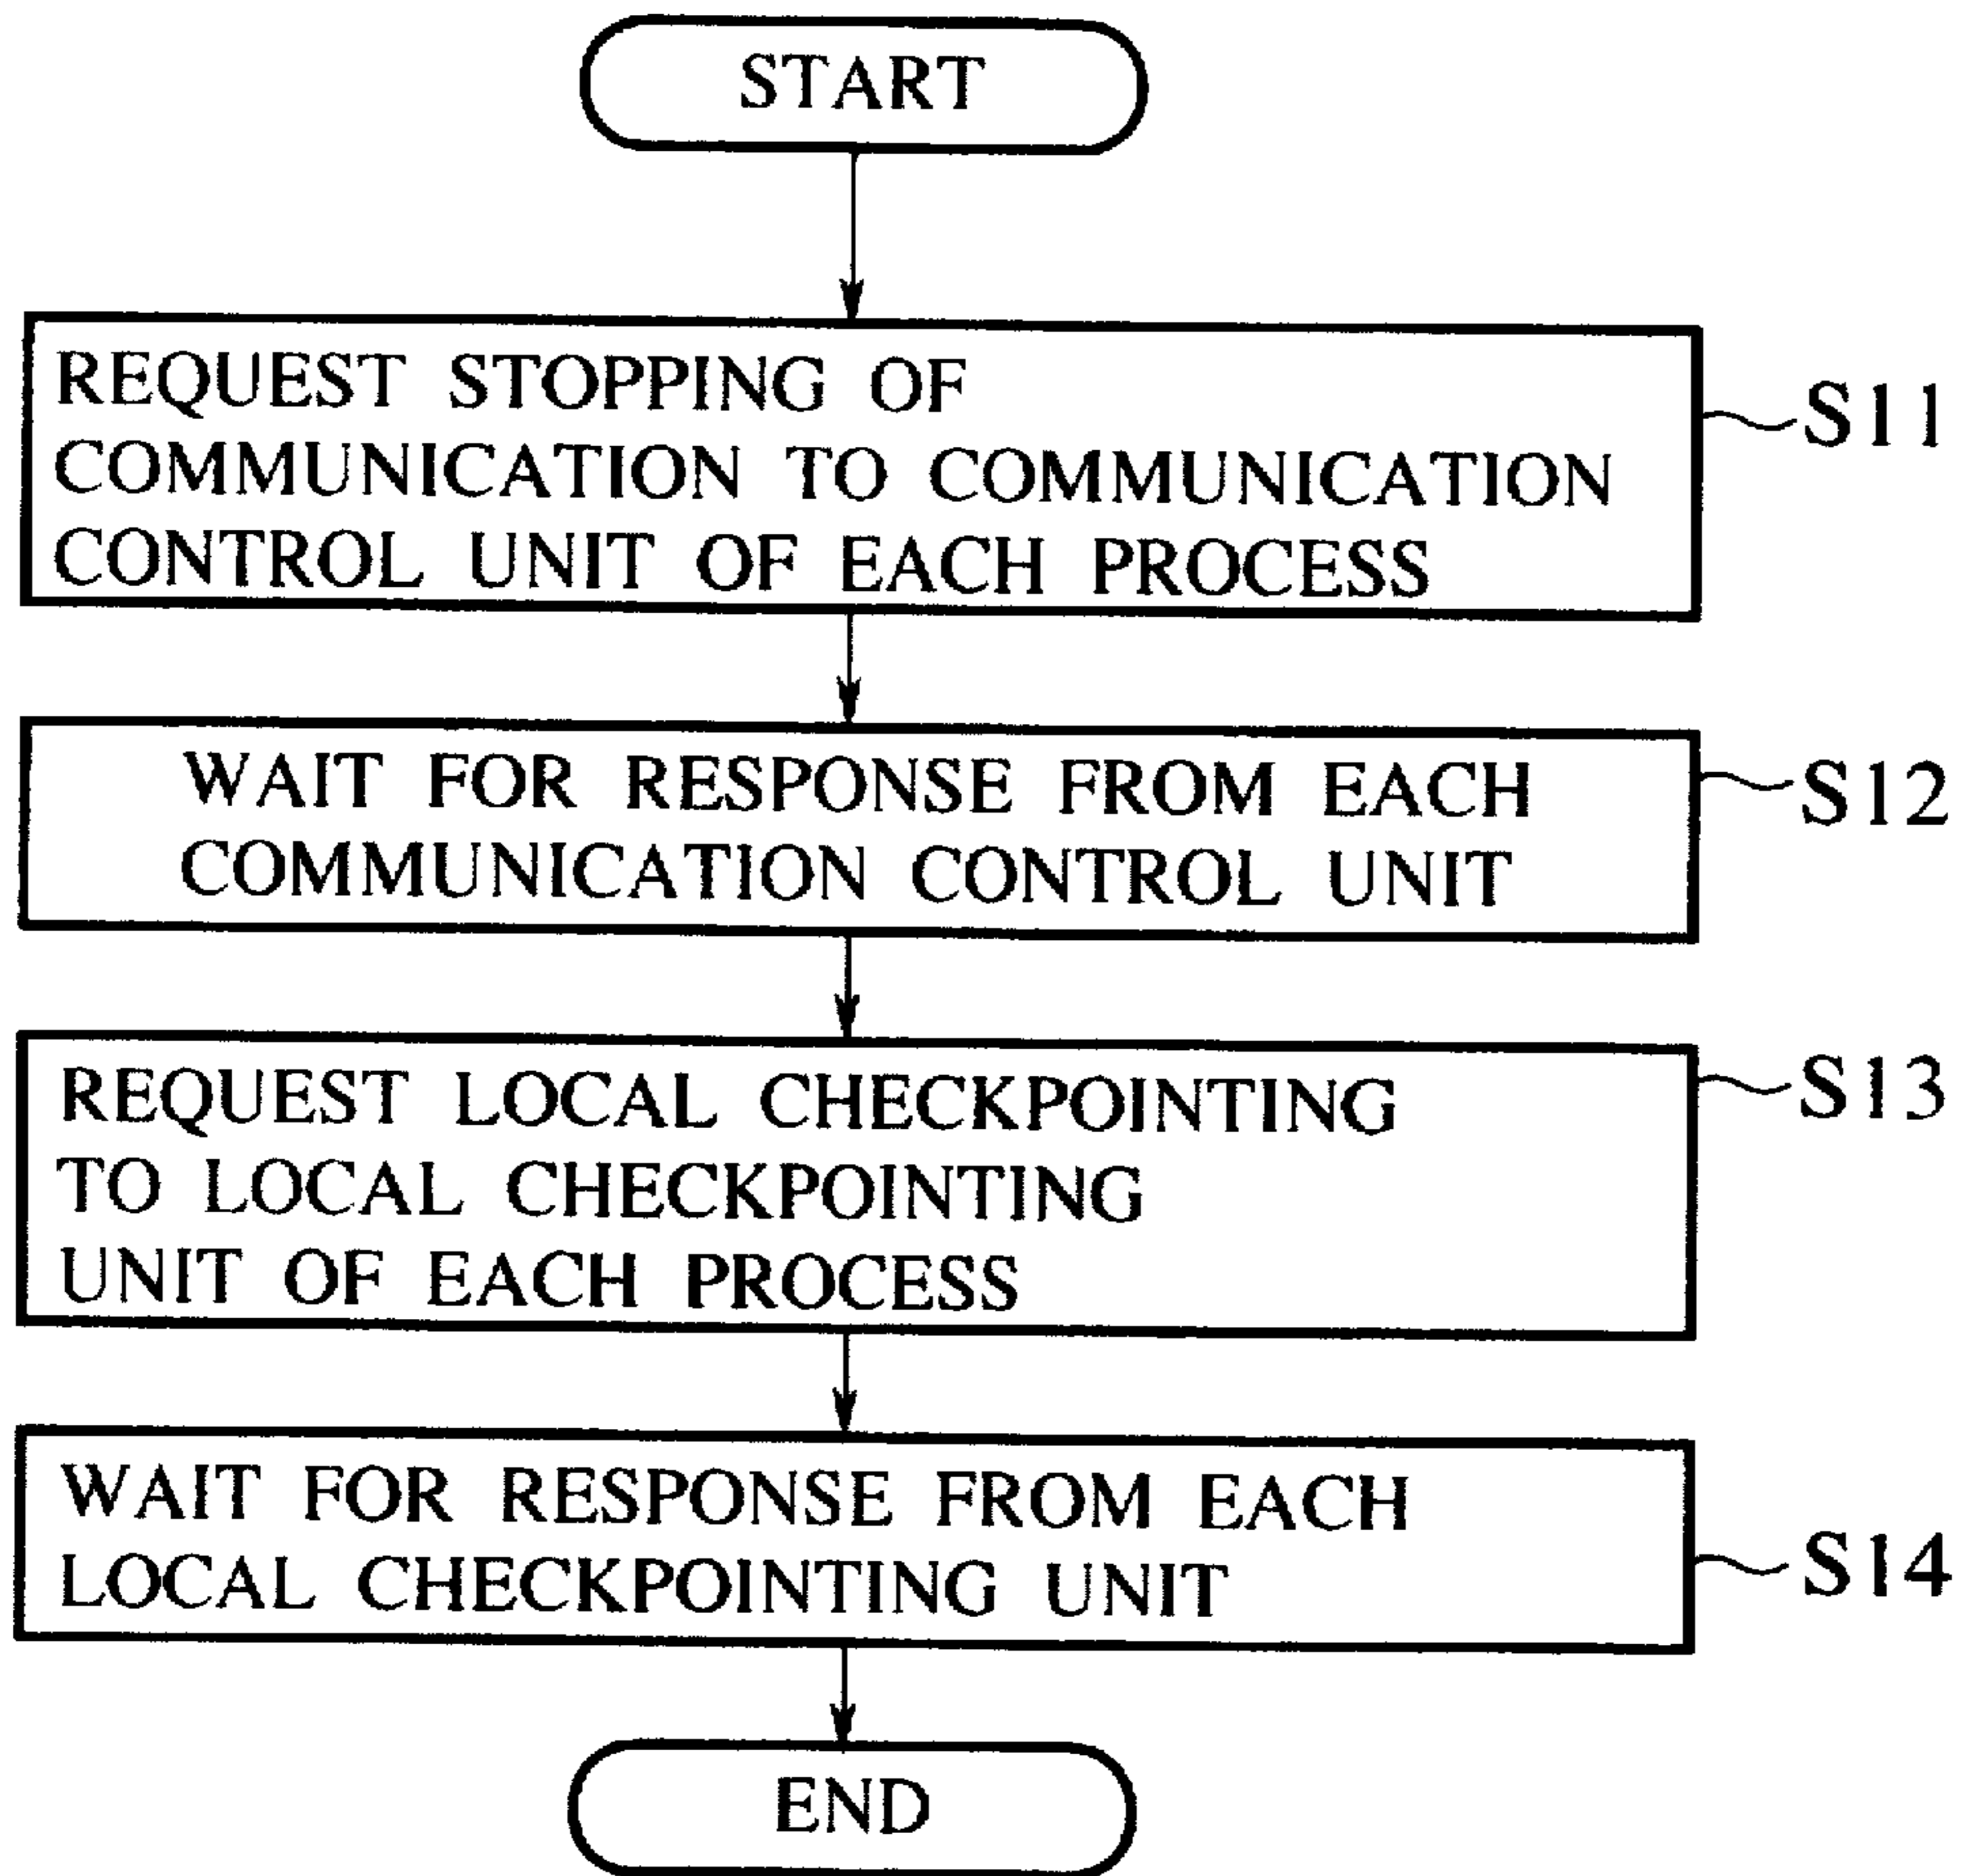 START
REQUEST STOPPING OF
COMMUNICATION TO COMMUNICATION
CONTROL UNIT OF EACH PROCESS
S11
WAIT FOR RESPONSE FROM EACH
COMMUNICATION CONTROL UNIT
S12
REQUEST LOCAL CHECKPOINTING
TO LOCAL CHECKPOINTING
UNIT OF EACH PROCESS
S13
WAIT FOR RESPONSE FROM EACH
LOCAL CHECKPOINTING UNIT
S14
END